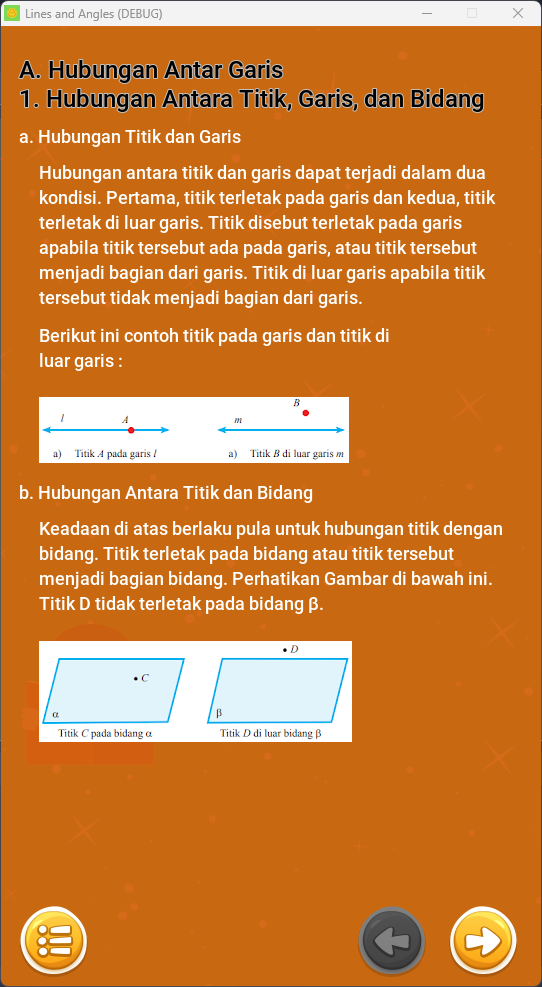 Lines and Angles (DEBUG)
A. Hubungan Antar Garis
1. Hubungan Antara Titik, Garis, dan Bidang
a. Hubungan Titik dan Garis
Hubungan antara titik dan garis dapat terjadi dalam dua
kondisi. Pertama, titik terletak pada garis dan kedua, titik
terletak di luar garis. Titik disebut terletak pada garis
apabila titik tersebut ada pada garis, atau titik tersebut
menjadi bagian dari garis. Titik di luar garis apabila titik
tersebut tidak menjadi bagian dari garis.
Berikut ini contoh titik pada garis dan titik di
luar garis :
l A m B
a) Titik A pada garis l a) Titik B di luar garis m
b. Hubungan Antara Titik dan Bidang
Keadaan di atas berlaku pula untuk hubungan titik dengan
bidang. Titik terletak pada bidang atau titik tersebut
menjadi bagian bidang. Perhatikan Gambar di bawah ini.
Titik D tidak terletak pada bidang β.
D
C
α β
Titik C pada bidang α Titik D di luar bidang β